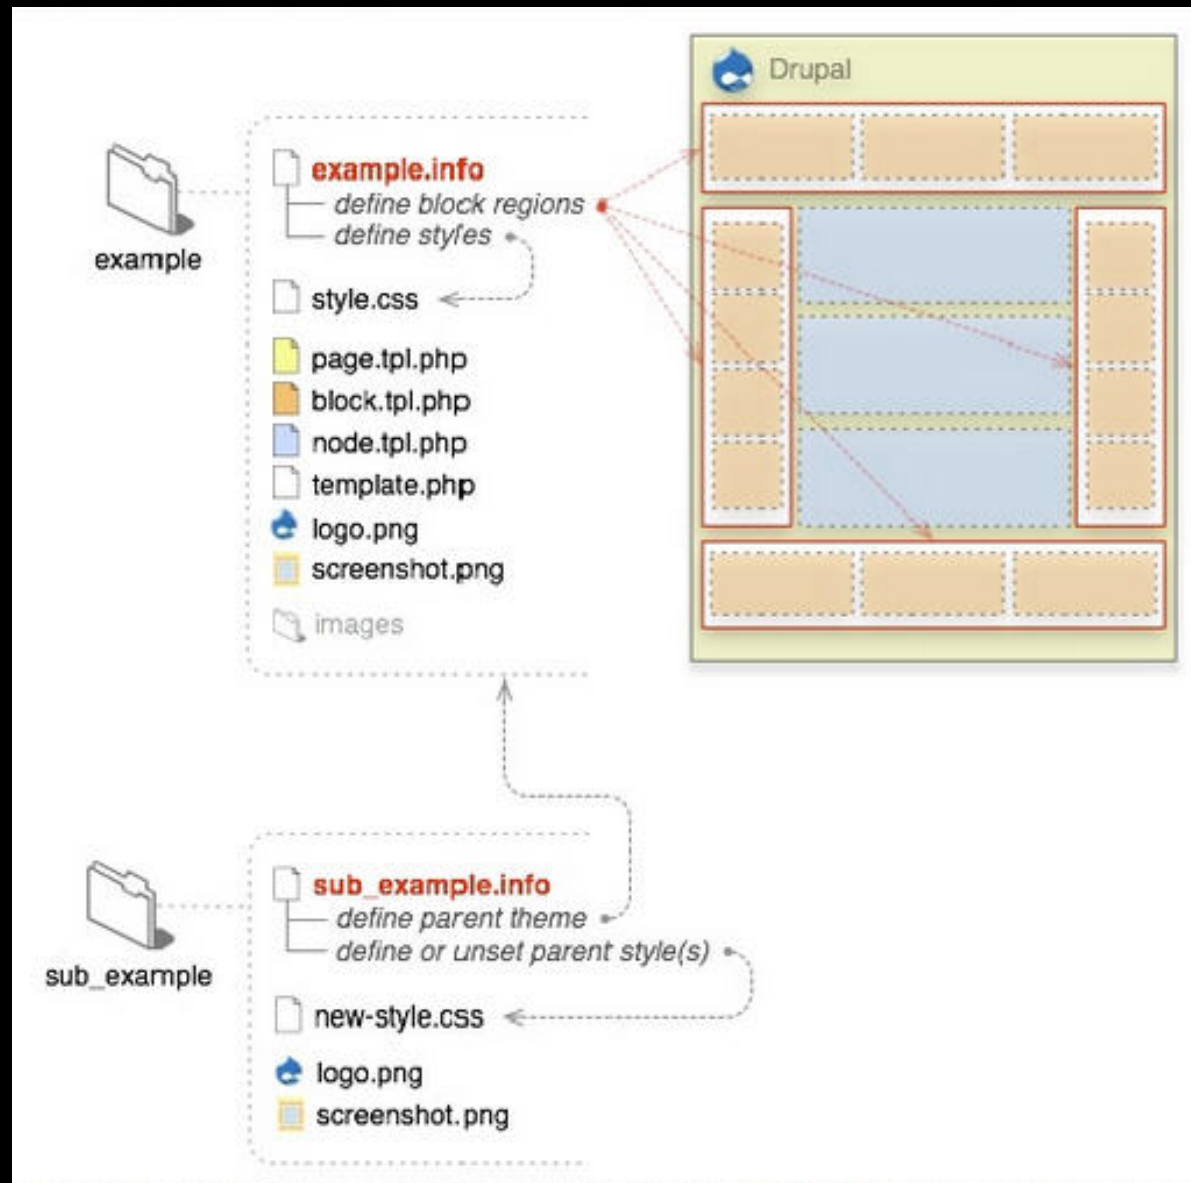 Drupal
example.info
define block regions
define styles
example
style.css
page.tpl.php
block.tpl.php
node.tpl.php
template.php
logo.png
screenshot.png
images
sub_example.info
define parent theme
define or unset parent style(s)
sub_example
new-style.css
logo.png
screenshot.png